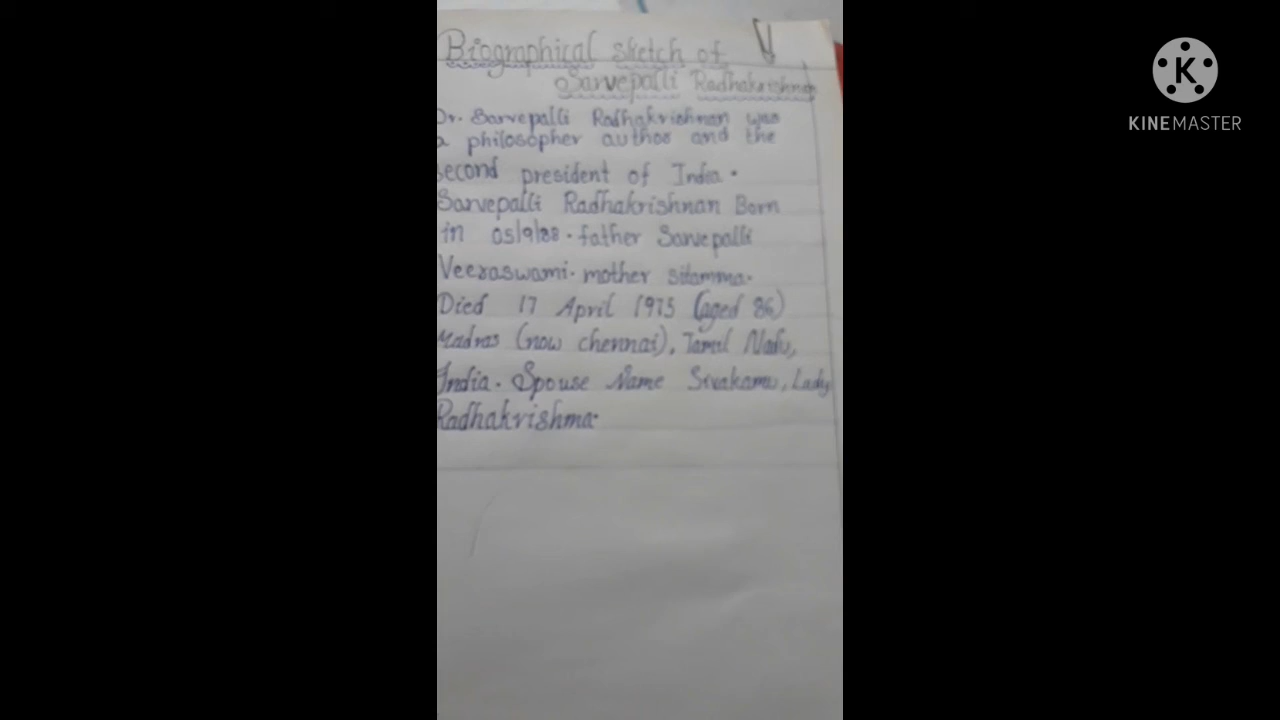 Biographical sketch of
Sarvepalli Radhakrishnan
Dr. Sarvepalli Radhakrishnan was
a philosopher author and the
second president of India.
Sarvepalli Radhakrishnan Born
in 05/9/88. father Sarvepalli
Veeraswami. mother sitamma.
Died 17 April 1975 (aged 86)
Madras (now chennai), Tamil Nadu,
India. Spouse Name Sivakamu, Lady
Radhakrishna.
K
KINEMASTER